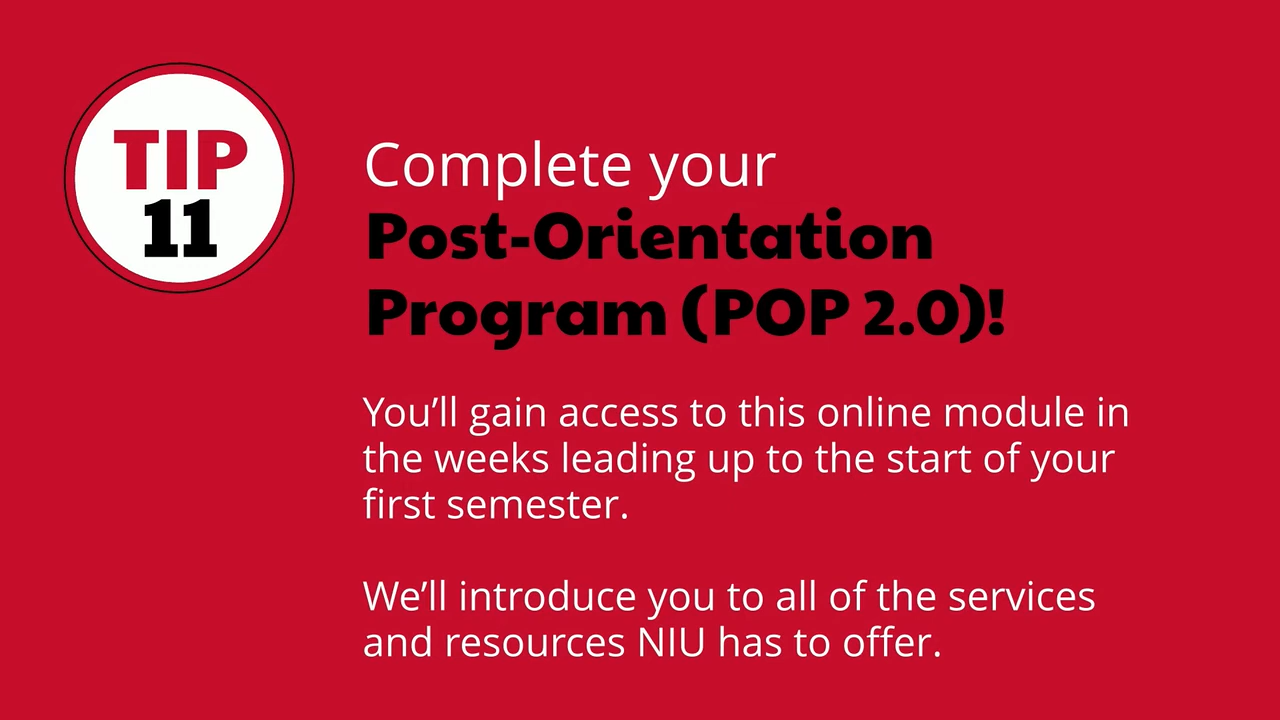 TIP
11
Complete your
Post-Orientation
Program (POP 2.0)!
You’ll gain access to this online module in
the weeks leading up to the start of your
first semester.
We’ll introduce you to all of the services
and resources NIU has to offer.